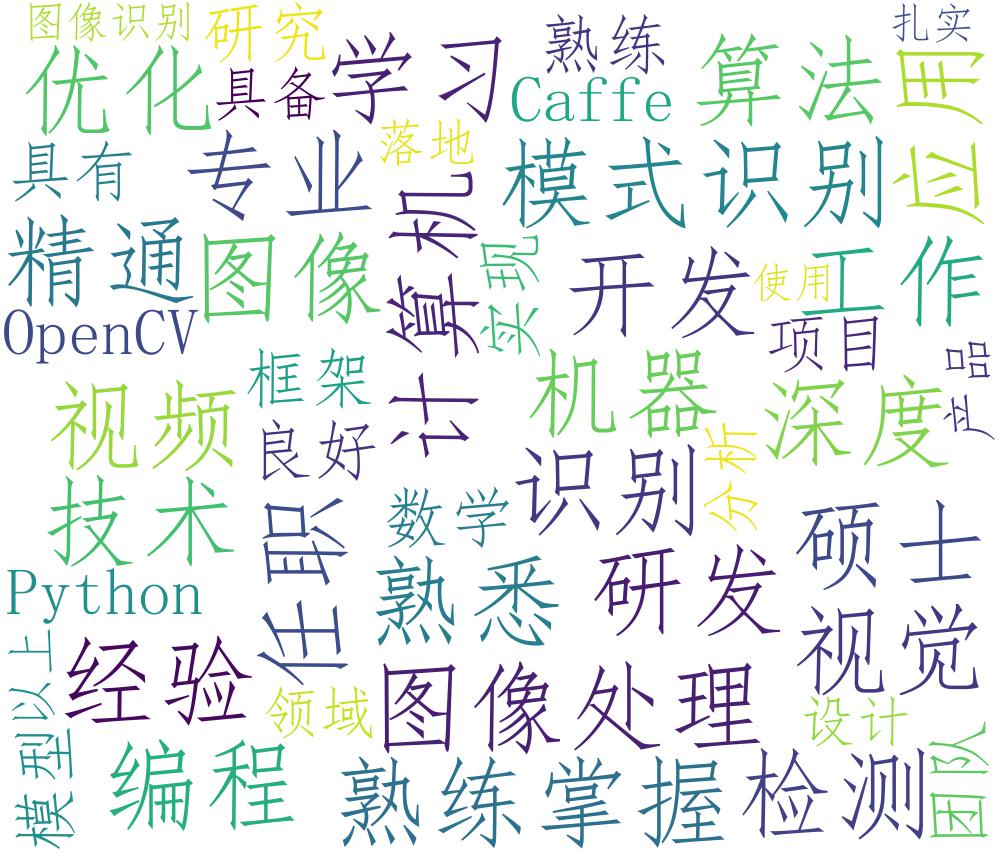 图像识别
研究
扎实
优化
具备
学习
熟练
Caffe
算法
应用
具有
专业
落地
模式识别
精通
图像
计算机
实现
开发
使用
工作
OpenCV
项目
产品
框架
视频
良好
机器
深度
分析
技术
任职
数学
识别
硕士
Python
熟悉
研发
视觉
以上
经验
领域
图像处理
设计
模型
编程
熟练掌握
检测
团队